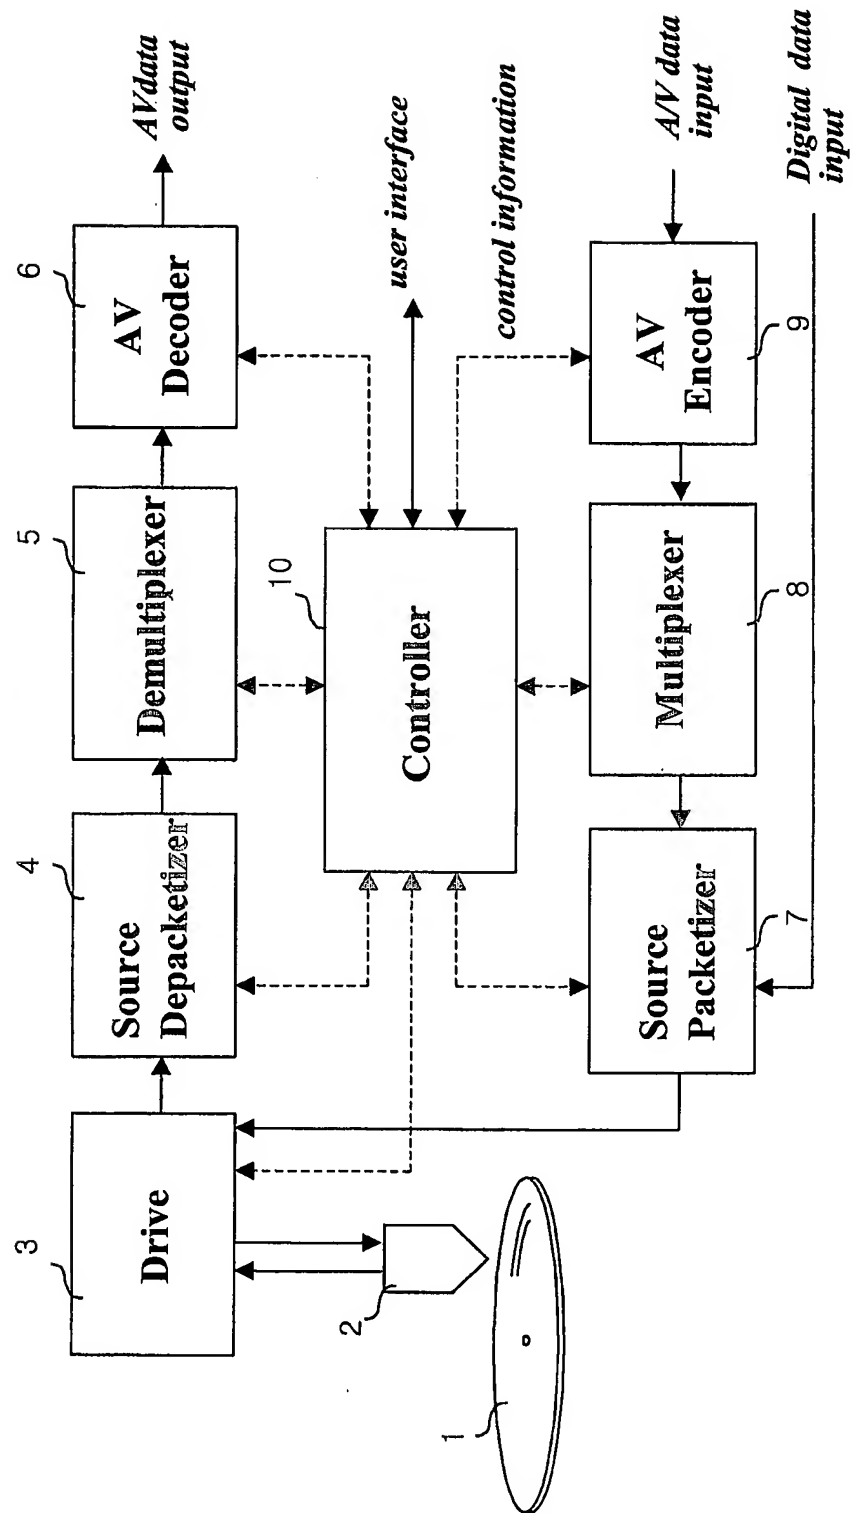 3
4
5
6
Drive
Source
Depacketizer
Demultiplexer
AV
Decoder
AVdata
output
2
10
Controller
user interface
control information
1
Source
Packetizer
Multiplexer
AV
Encoder
A/V data
input
7
8
9
Digital data
input